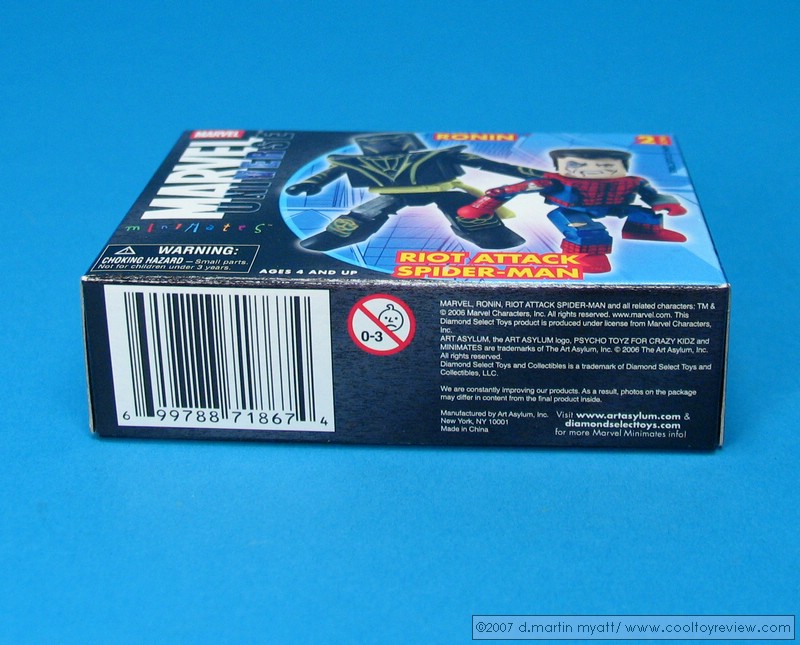 MARVEL
MARVEL
UNIVERSE
minimates™
RONIN™
2
RIOT ATTACK
SPIDER-MAN
WARNING:
CHOKING HAZARD – Small parts.
Not for children under 3 years.
AGES 4 AND UP
6 99788 71867 4
0-3
MARVEL, RONIN, RIOT ATTACK SPIDER-MAN and all related characters: TM &
© 2006 Marvel Characters, Inc. All rights reserved. www.marvel.com. This
Diamond Select Toys product is produced under license from Marvel Characters,
Inc.
ART ASYLUM, the ART ASYLUM logo, PSYCHO TOYZ FOR CRAZY KIDZ and
MINIMATES are trademarks of The Art Asylum, Inc. © 2006 The Art Asylum, Inc.
All rights reserved.
Diamond Select Toys and Collectibles is a trademark of Diamond Select Toys and
Collectibles, LLC.
We are constantly improving our products. As a result, photos on the package
may differ in content from the final product inside.
Manufactured by Art Asylum, Inc.
New York, NY 10001
Made in China
Visit www.artasylum.com &
diamondselecttoys.com
for more Marvel Minimates info!
©2007 d.martin myatt/ www.cooltoyreview.com